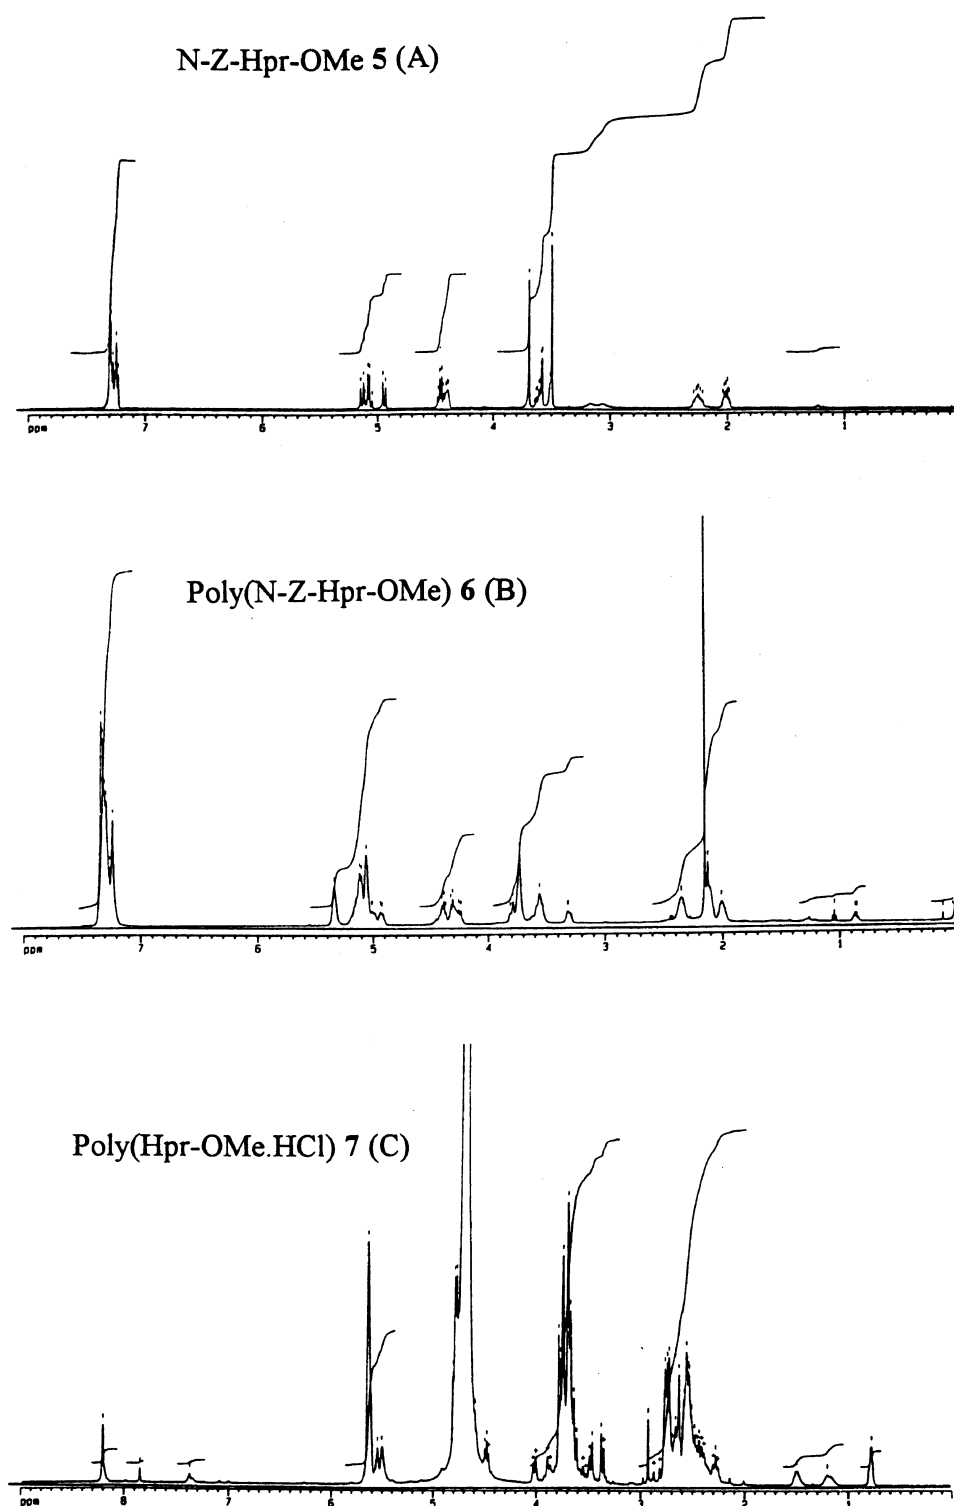 N-Z-Hpr-OMe 5 (A)
ppm 7 6 5 4 3 2 1
Poly(N-Z-Hpr-OMe) 6 (B)
ppm 7 6 5 4 3 2 1
Poly(Hpr-OMe.HCl) 7 (C)
ppm 8 7 6 5 4 3 2 1